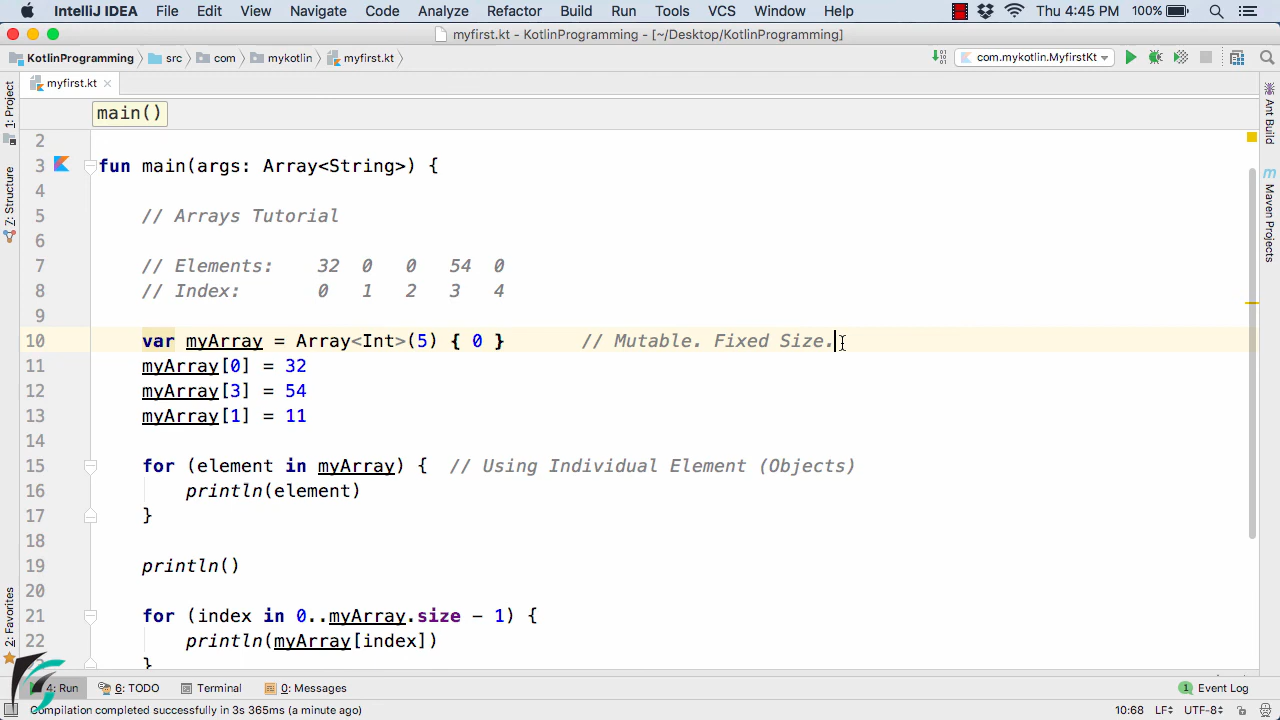 IntelliJ IDEA File Edit View Navigate Code Analyze Refactor Build Run Tools VCS Window Help Thu 4:45 PM 100%
myfirst.kt - KotlinProgramming - [~/Desktop/KotlinProgramming]
KotlinProgramming src com mykotlin myfirst.kt com.mykotlin.MyfirstKt
myfirst.kt
main()
1: Project
7: Structure
2: Favorites
Ant Build
Maven Projects
2
3 fun main(args: Array<String>) {
4
5 // Arrays Tutorial
6
7 // Elements: 32 0 0 54 0
8 // Index: 0 1 2 3 4
9
10 var myArray = Array<Int>(5) { 0 } // Mutable. Fixed Size.
11 myArray[0] = 32
12 myArray[3] = 54
13 myArray[1] = 11
14
15 for (element in myArray) { // Using Individual Element (Objects)
16 println(element)
17 }
18
19 println()
20
21 for (index in 0..myArray.size - 1) {
22 println(myArray[index])
}
4: Run 6: TODO Terminal 0: Messages 1 Event Log
Compilation completed successfully in 3s 365ms (a minute ago) 10:68 LF÷ UTF-8÷